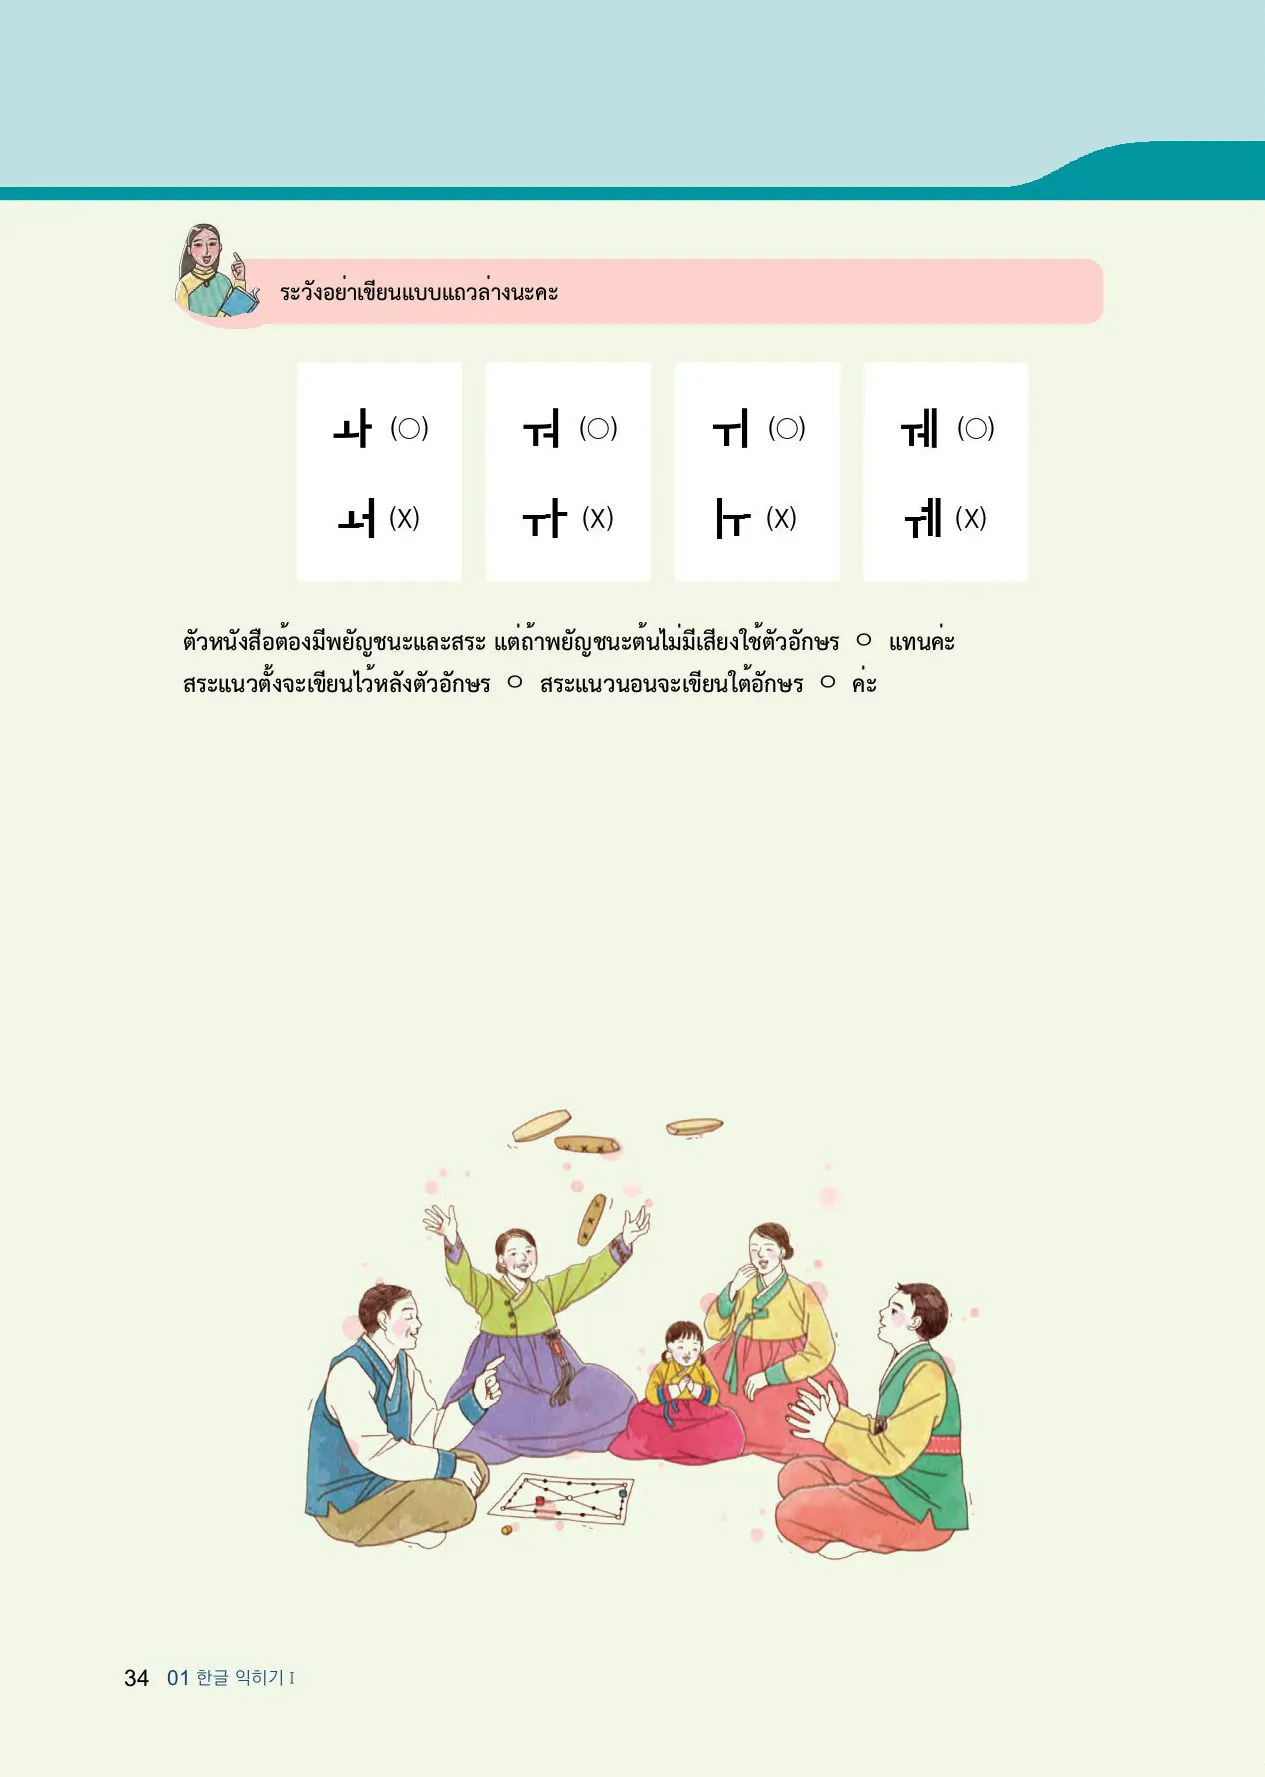 ระวังอย่าเขียนแบบแถวล่างนะคะ
ㅘ (○) ㅝ (○) ㅟ (○) ㅞ (○)
(X) (X) (X) (X)
ตัวหนังสือต้องมีพยัญชนะและสระ แต่ถ้าพยัญชนะต้นไม่มีเสียงใช้ตัวอักษร ㅇ แทนค่ะ
สระแนวตั้งจะเขียนไว้หลังตัวอักษร ㅇ สระแนวนอนจะเขียนใต้อักษร ㅇ ค่ะ
34 01 한글 익히기 I